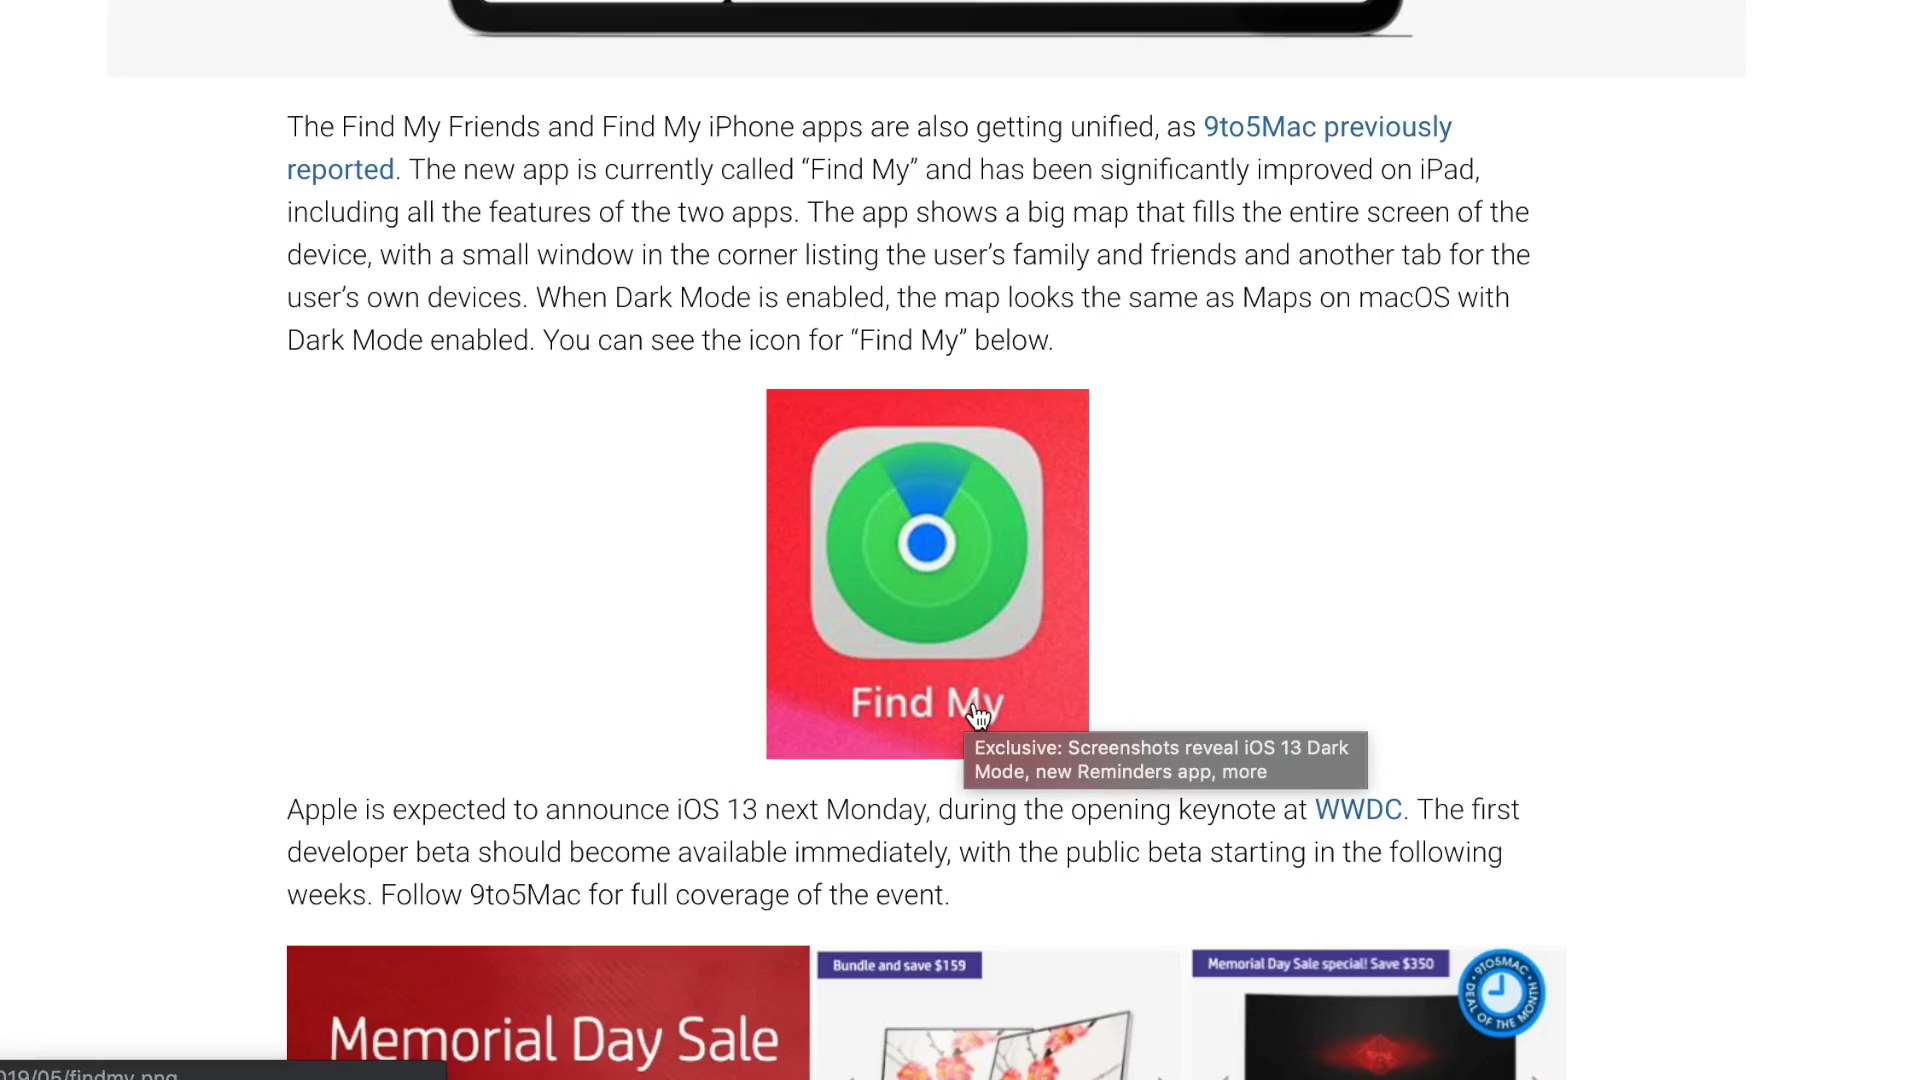 The Find My Friends and Find My iPhone apps are also getting unified, as 9to5Mac previously
reported. The new app is currently called “Find My” and has been significantly improved on iPad,
including all the features of the two apps. The app shows a big map that fills the entire screen of the
device, with a small window in the corner listing the user’s family and friends and another tab for the
user’s own devices. When Dark Mode is enabled, the map looks the same as Maps on macOS with
Dark Mode enabled. You can see the icon for “Find My” below.
Find My
Exclusive: Screenshots reveal iOS 13 Dark
Mode, new Reminders app, more
Apple is expected to announce iOS 13 next Monday, during the opening keynote at WWDC. The first
developer beta should become available immediately, with the public beta starting in the following
weeks. Follow 9to5Mac for full coverage of the event.
Memorial Day Sale
Bundle and save $159
Memorial Day Sale special! Save $350
• 9TO5MAC •
DEAL OF THE MONTH
019/05/findmy.png